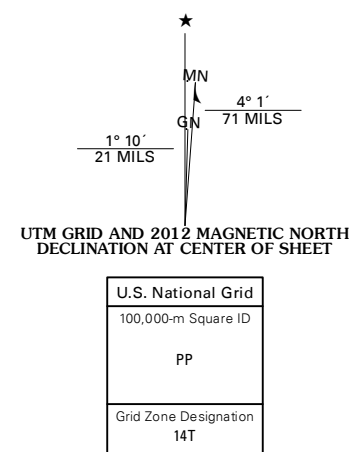 ★
MN
4° 1´
71 MILS
GN
1° 10´
21 MILS
UTM GRID AND 2012 MAGNETIC NORTH
DECLINATION AT CENTER OF SHEET
U.S. National Grid
100,000-m Square ID
PP
Grid Zone Designation
14T